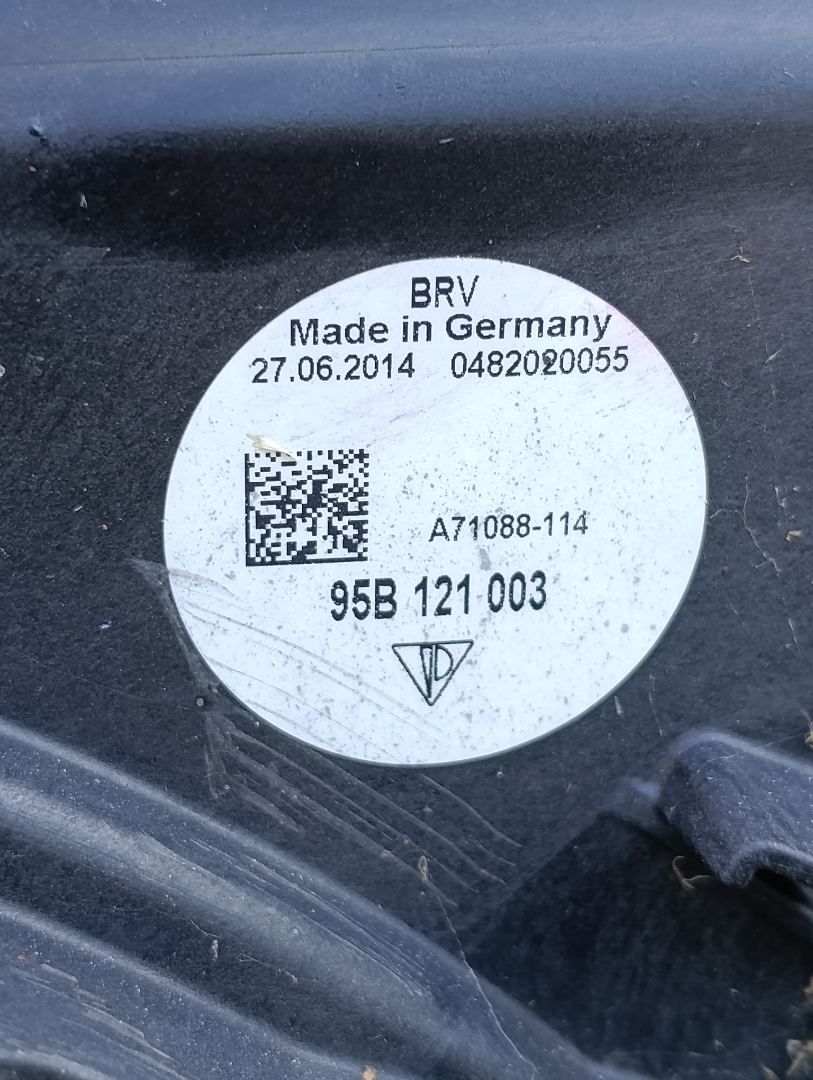 BRV
Made in Germany
27.06.2014 0482020055
A71088-114
95B 121 003